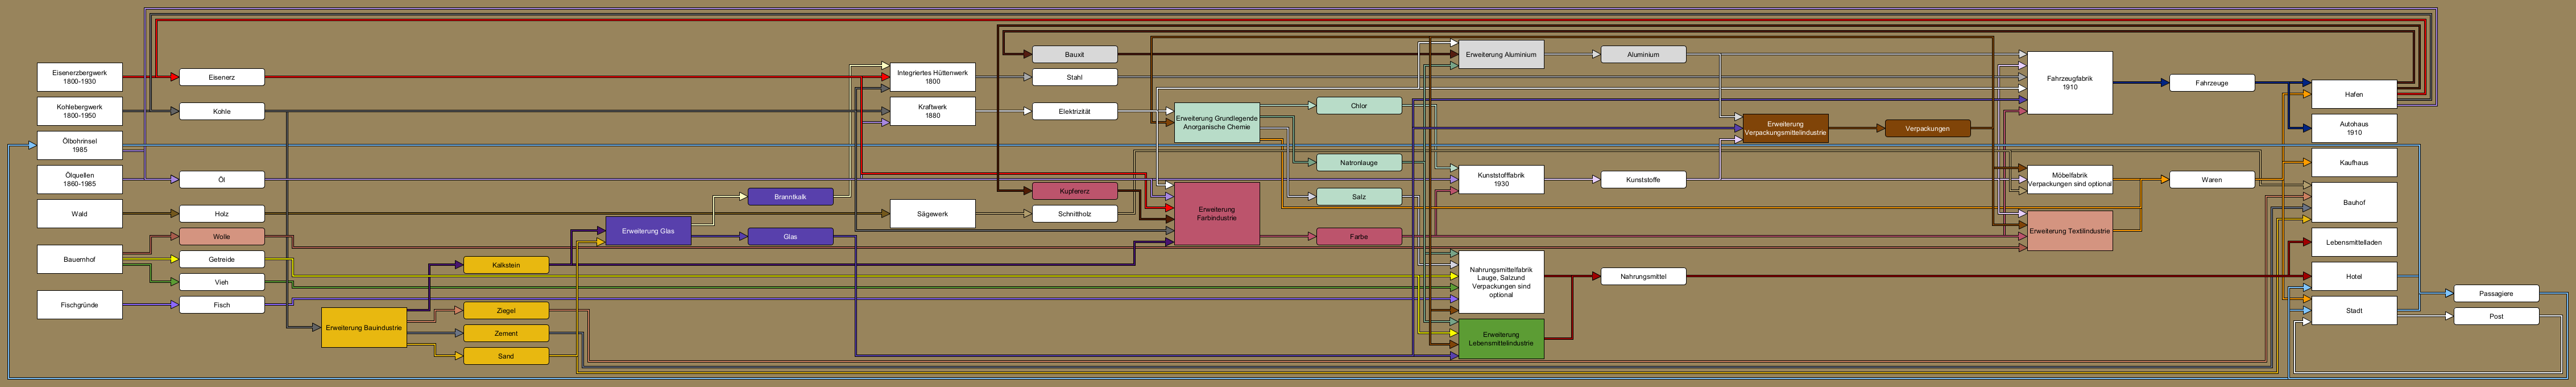 Eisenerzbergwerk
1800-1930
Kohlebergwerk
1800-1950
Ölbohrinsel
1985
Ölquellen
1860-1985
Wald
Bauernhof
Fischgründe
Eisenerz
Kohle
Öl
Holz
Wolle
Getreide
Vieh
Fisch
Erweiterung Bauindustrie
Kalkstein
Ziegel
Zement
Sand
Erweiterung Glas
Branntkalk
Glas
Integriertes Hüttenwerk
1800
Kraftwerk
1880
Sägewerk
Bauxit
Stahl
Elektrizität
Kupfererz
Schnittholz
Erweiterung Grundlegende
Anorganische Chemie
Erweiterung
Farbindustrie
Chlor
Natronlauge
Salz
Farbe
Erweiterung Aluminium
Kunststofffabrik
1930
Nahrungsmittelfabrik
Lauge, Salzund
Verpackungen sind
optional
Erweiterung
Lebensmittelindustrie
Aluminium
Kunststoffe
Nahrungsmittel
Erweiterung
Verpackungsmittelindustrie
Verpackungen
Fahrzeugfabrik
1910
Möbelfabrik
Verpackungen sind optional
Erweiterung Textilindustrie
Fahrzeuge
Waren
Hafen
Autohaus
1910
Kaufhaus
Bauhof
Lebensmittelladen
Hotel
Stadt
Passagiere
Post